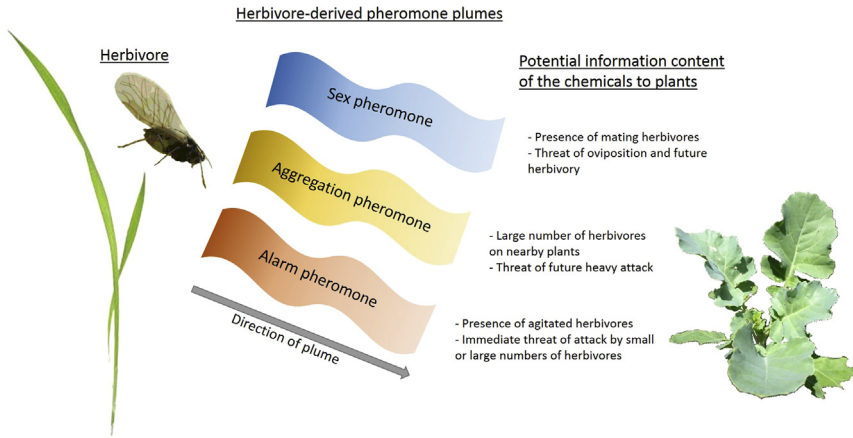 Herbivore-derived pheromone plumes
Herbivore
Potential information content
of the chemicals to plants
Sex pheromone
- Presence of mating herbivores
- Threat of oviposition and future
herbivory
Aggregation pheromone
- Large number of herbivores
on nearby plants
- Threat of future heavy attack
Alarm pheromone
- Presence of agitated herbivores
- Immediate threat of attack by small
or large numbers of herbivores
Direction of plume